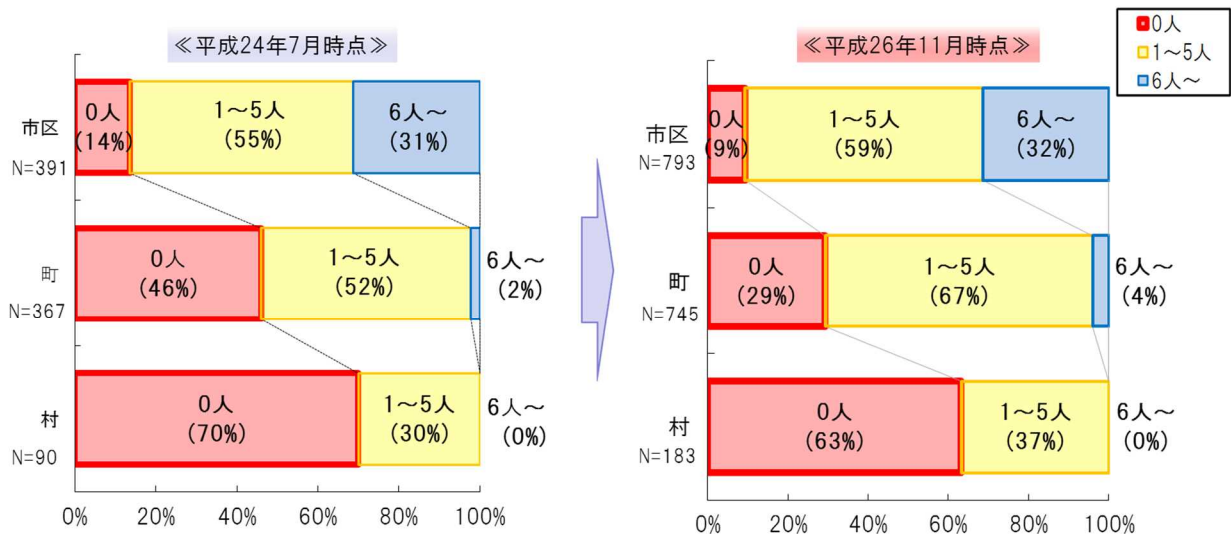 ≪平成24年7月時点≫
市区
N=391
0人
(14%)
1～5人
(55%)
6人～
(31%)
町
N=367
0人
(46%)
1～5人
(52%)
6人～
(2%)
村
N=90
0人
(70%)
1～5人
(30%)
6人～
(0%)
0% 20% 40% 60% 80% 100%
≪平成26年11月時点≫
0人
1～5人
6人～
市区
N=793
0人
(9%)
1～5人
(59%)
6人～
(32%)
町
N=745
0人
(29%)
1～5人
(67%)
6人～
(4%)
村
N=183
0人
(63%)
1～5人
(37%)
6人～
(0%)
0% 20% 40% 60% 80% 100%